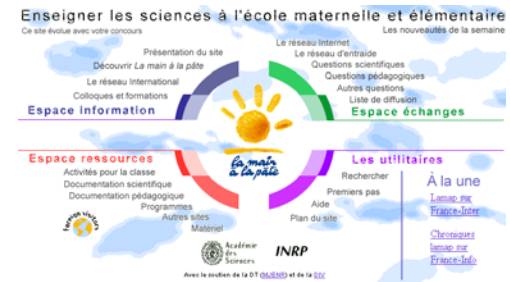 Enseigner les sciences à l'école maternelle et élémentaire
Ce site évolue avec votre concours
Les nouveautés de la semaine
Présentation du site
Découvrir La main à la pâte
Le réseau International
Colloques et formations
Espace information
Le réseau Internet
Le réseau d'entraide
Questions scientifiques
Questions pédagogiques
Autres questions
Liste de diffusion
Espace échanges
la main
à la pâte
Espace ressources
Activités pour la classe
Documentation scientifique
Documentation pédagogique
Programmes
Autres sites
Matériel
Foreign visitors
Les utilitaires
Rechercher
Premiers pas
Aide
Plan du site
À la une
Lamap sur
France-Inter
Chroniques
lamap sur
France-Info
Académie
des
Sciences
INRP
Avec le soutien de la DT (MJENR) et de la DIV